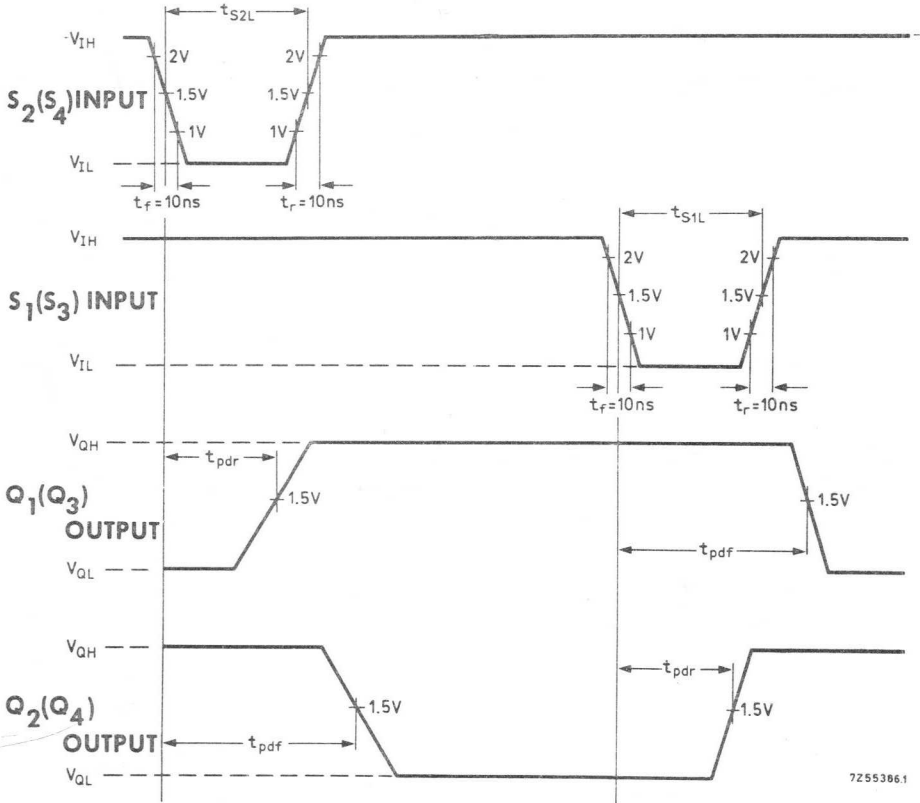 t_S2L
V_IH
2V
2V
S_2(S_4) INPUT
1.5V
1.5V
1V
1V
V_IL
t_f=10ns
t_r=10ns
V_IH
t_S1L
2V
2V
S_1(S_3) INPUT
1.5V
1.5V
1V
1V
V_IL
t_f=10ns
t_r=10ns
V_QH
t_pdr
Q_1(Q_3)
OUTPUT
1.5V
1.5V
t_pdf
V_QL
V_QH
t_pdr
Q_2(Q_4)
OUTPUT
1.5V
1.5V
t_pdf
V_QL
7Z55366.1